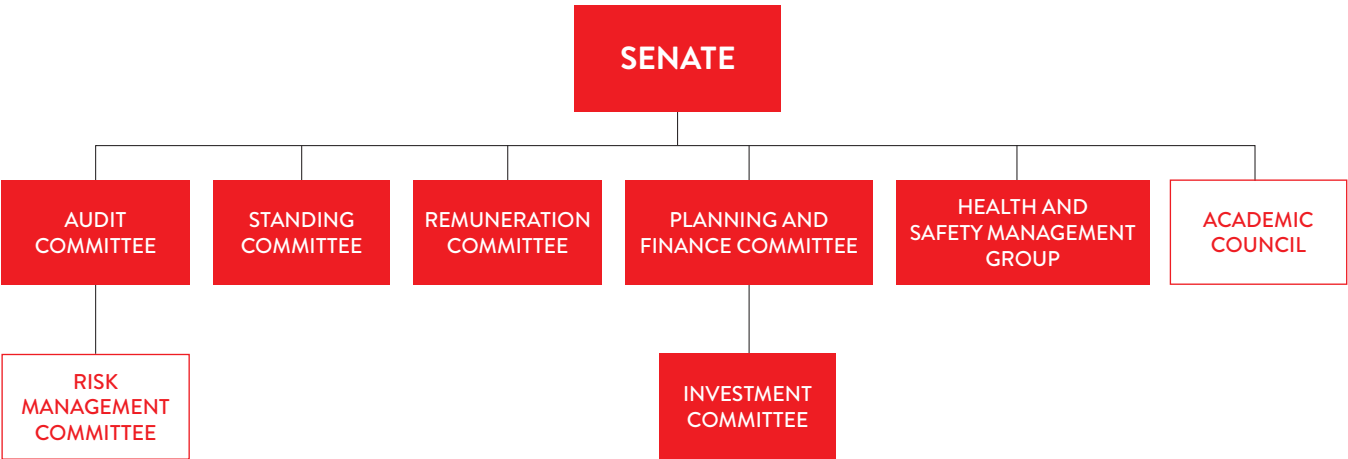 SENATE
AUDIT
COMMITTEE
STANDING
COMMITTEE
REMUNERATION
COMMITTEE
PLANNING AND
FINANCE COMMITTEE
HEALTH AND
SAFETY MANAGEMENT
GROUP
ACADEMIC
COUNCIL
RISK
MANAGEMENT
COMMITTEE
INVESTMENT
COMMITTEE